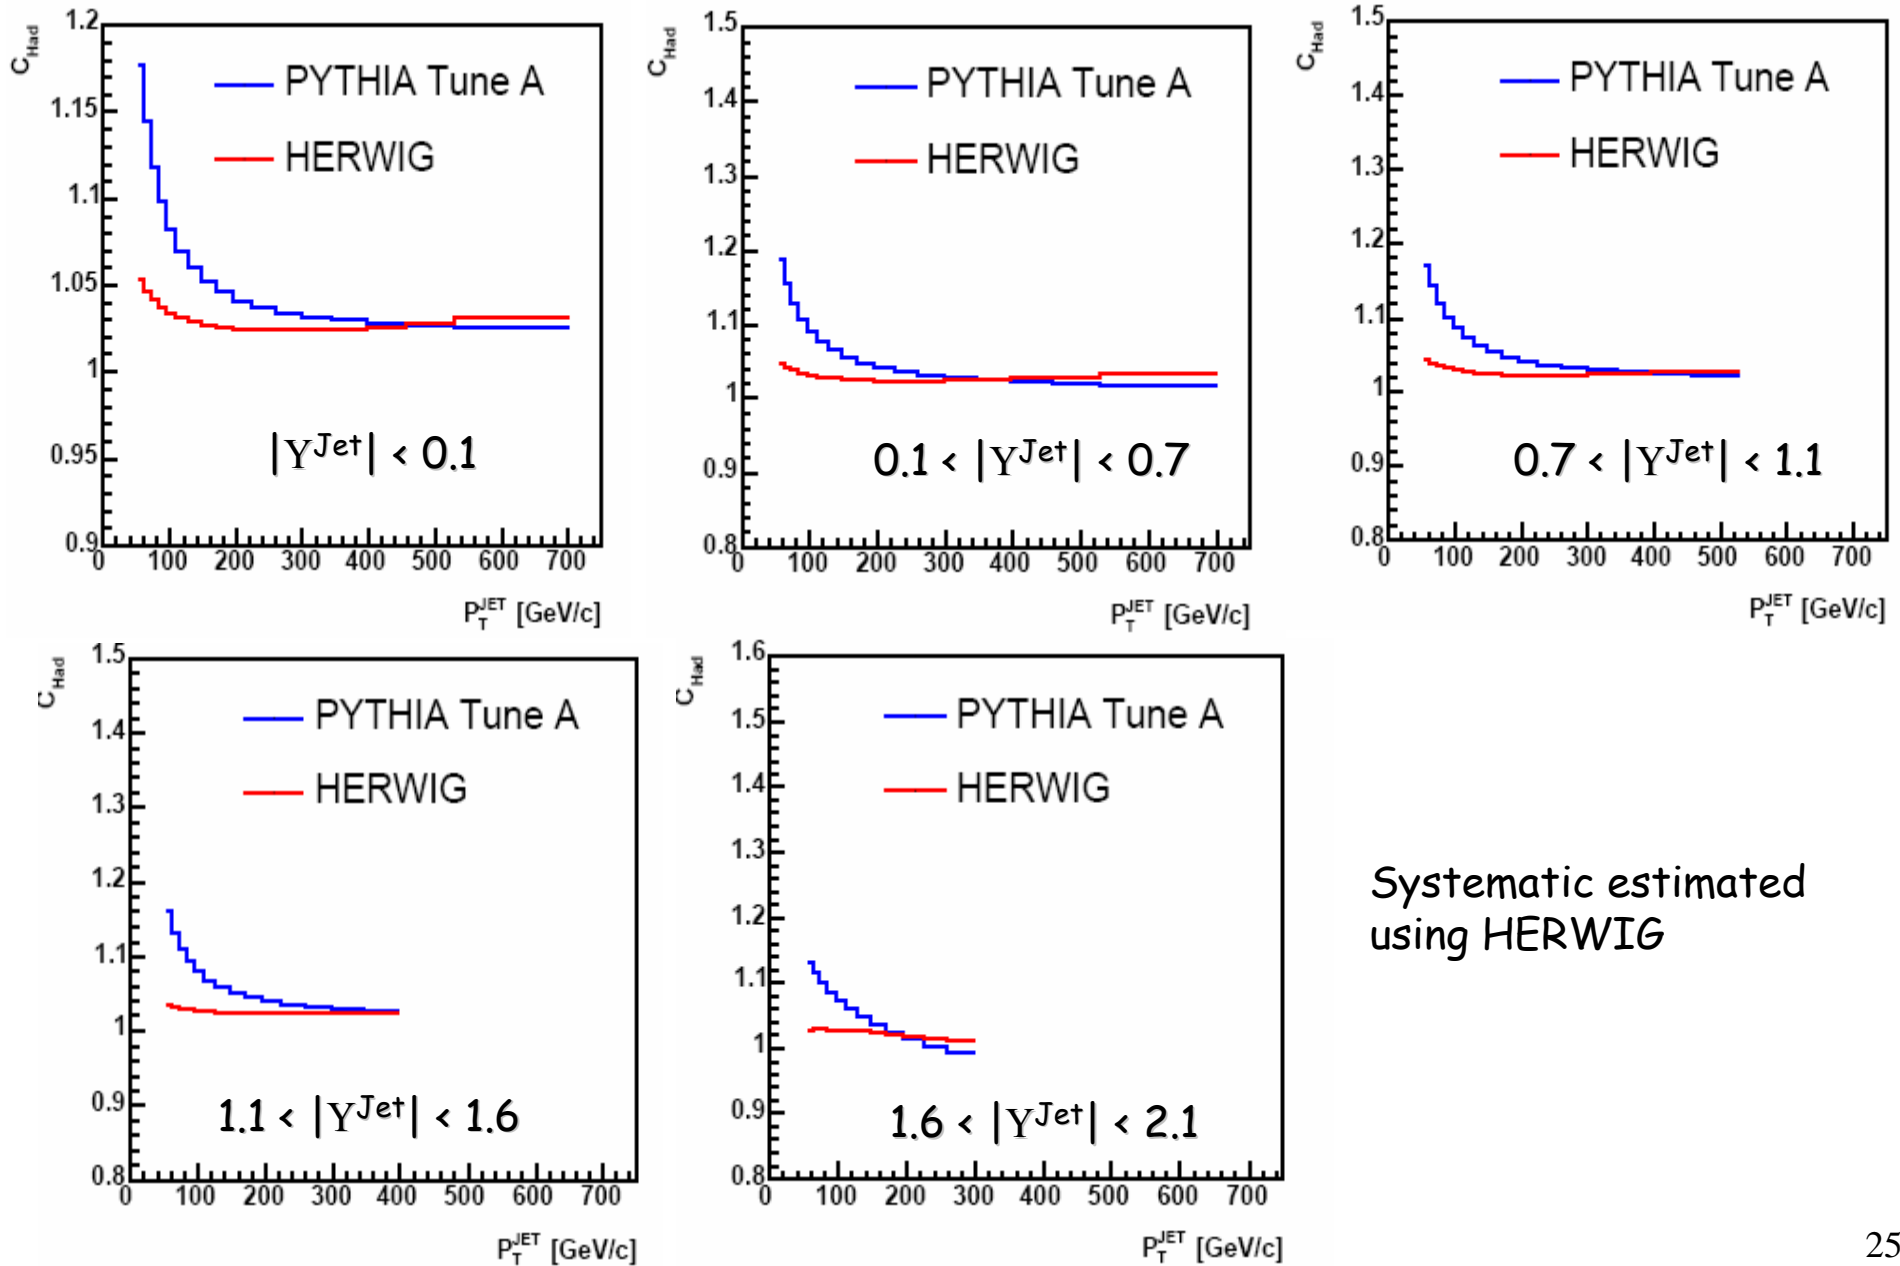 C_Had
1.2
1.15
1.1
1.05
1
0.95
0.9
PYTHIA Tune A
HERWIG
|Y^Jet| < 0.1
100 200 300 400 500 600 700
P_T^JET [GeV/c]
C_Had
1.5
1.4
1.3
1.2
1.1
1
0.9
0.8
PYTHIA Tune A
HERWIG
0.1 < |Y^Jet| < 0.7
0 100 200 300 400 500 600 700
P_T^JET [GeV/c]
C_Had
1.5
1.4
1.3
1.2
1.1
1
0.9
0.8
PYTHIA Tune A
HERWIG
0.7 < |Y^Jet| < 1.1
0 100 200 300 400 500 600 700
P_T^JET [GeV/c]
C_Had
1.5
1.4
1.3
1.2
1.1
1
0.9
0.8
PYTHIA Tune A
HERWIG
1.1 < |Y^Jet| < 1.6
0 100 200 300 400 500 600 700
P_T^JET [GeV/c]
C_Had
1.6
1.5
1.4
1.3
1.2
1.1
1
0.9
0.8
PYTHIA Tune A
HERWIG
1.6 < |Y^Jet| < 2.1
0 100 200 300 400 500 600 700
P_T^JET [GeV/c]
Systematic estimated
using HERWIG
25